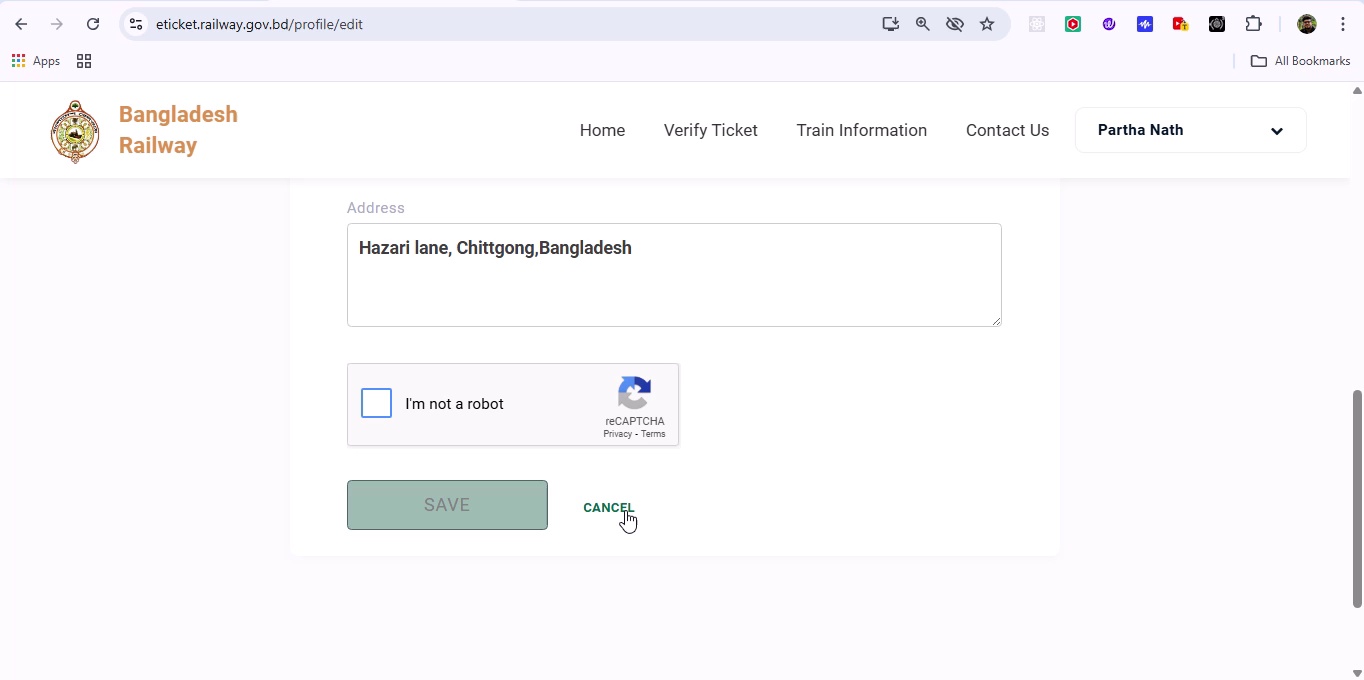 eticket.railway.gov.bd/profile/edit
Apps
All Bookmarks
Bangladesh
Railway
Home
Verify Ticket
Train Information
Contact Us
Partha Nath
Address
Hazari lane, Chittgong,Bangladesh
I'm not a robot
reCAPTCHA
Privacy - Terms
SAVE
CANCEL